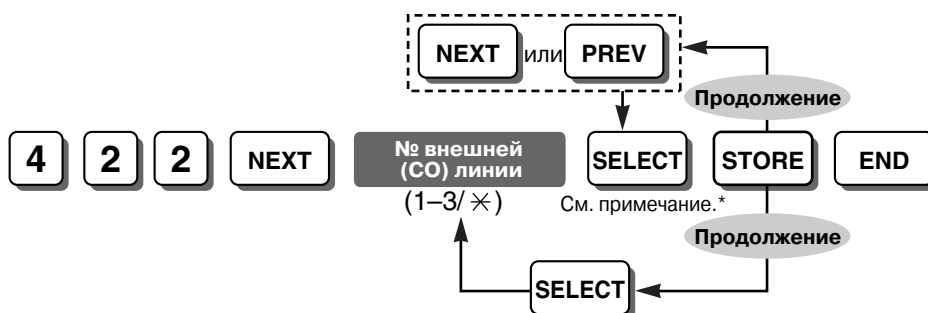 NEXT или PREV
Продолжение
4 2 2 NEXT № внешней (CO) линии SELECT STORE END
(1–3/ ✳) См. примечание.*
Продолжение
SELECT